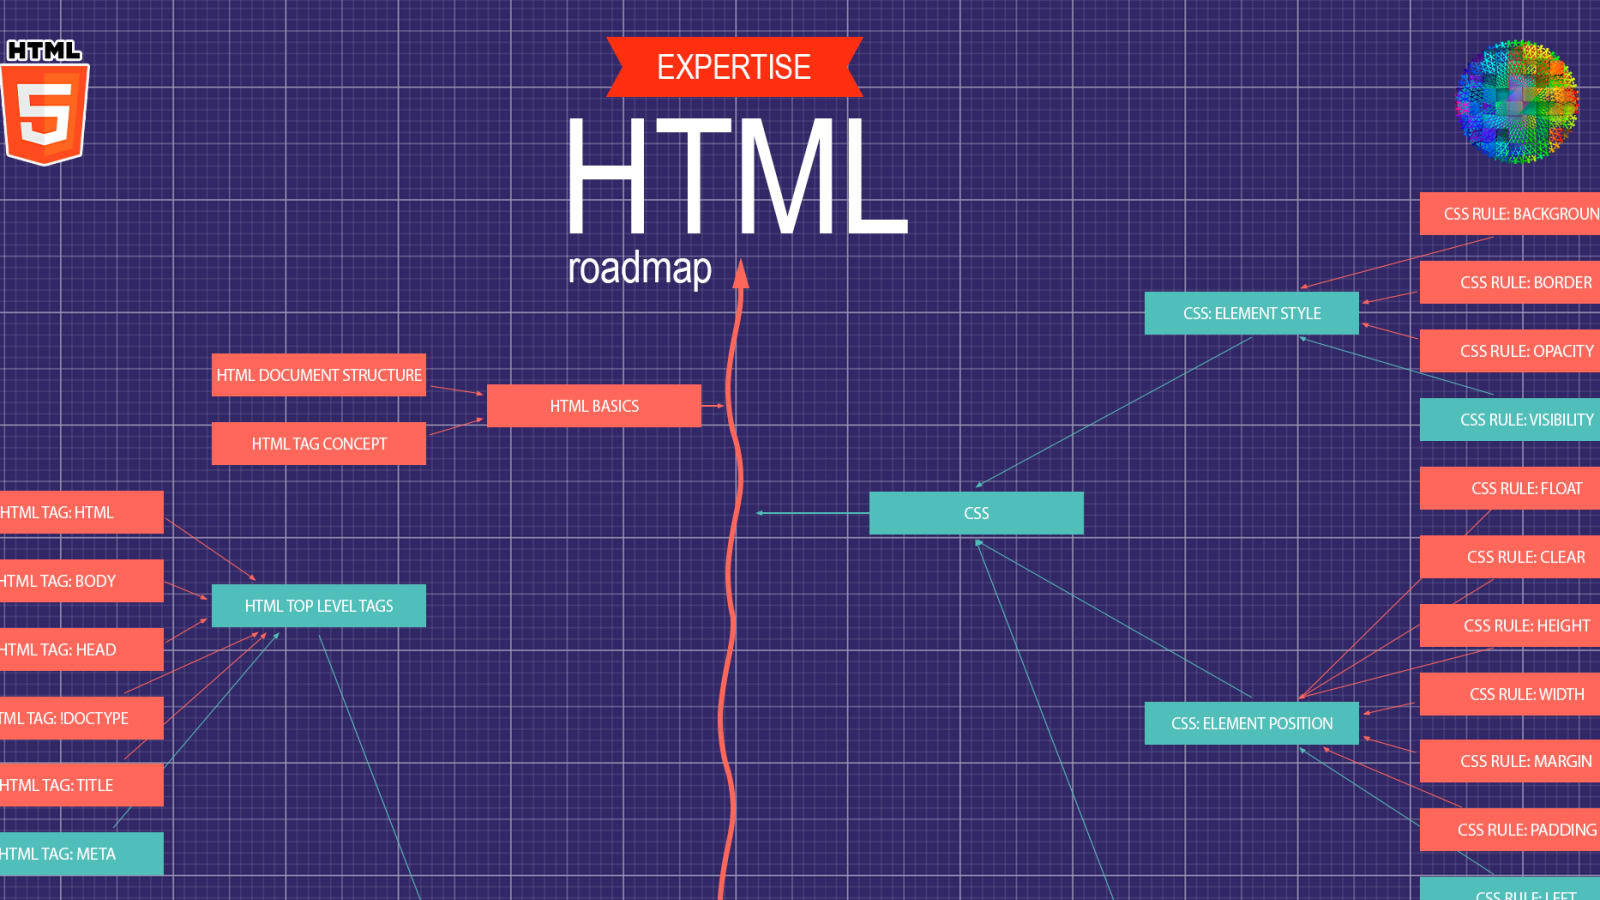 HTML
5
EXPERTISE
HTML
roadmap
HTML DOCUMENT STRUCTURE
HTML TAG CONCEPT
HTML BASICS
HTML TAG: HTML
HTML TAG: BODY
HTML TAG: HEAD
TML TAG: !DOCTYPE
HTML TAG: TITLE
HTML TAG: META
HTML TOP LEVEL TAGS
CSS
CSS: ELEMENT STYLE
CSS: ELEMENT POSITION
CSS RULE: BACKGROUN
CSS RULE: BORDER
CSS RULE: OPACITY
CSS RULE: VISIBILITY
CSS RULE: FLOAT
CSS RULE: CLEAR
CSS RULE: HEIGHT
CSS RULE: WIDTH
CSS RULE: MARGIN
CSS RULE: PADDING
CSS RULE: LEFT